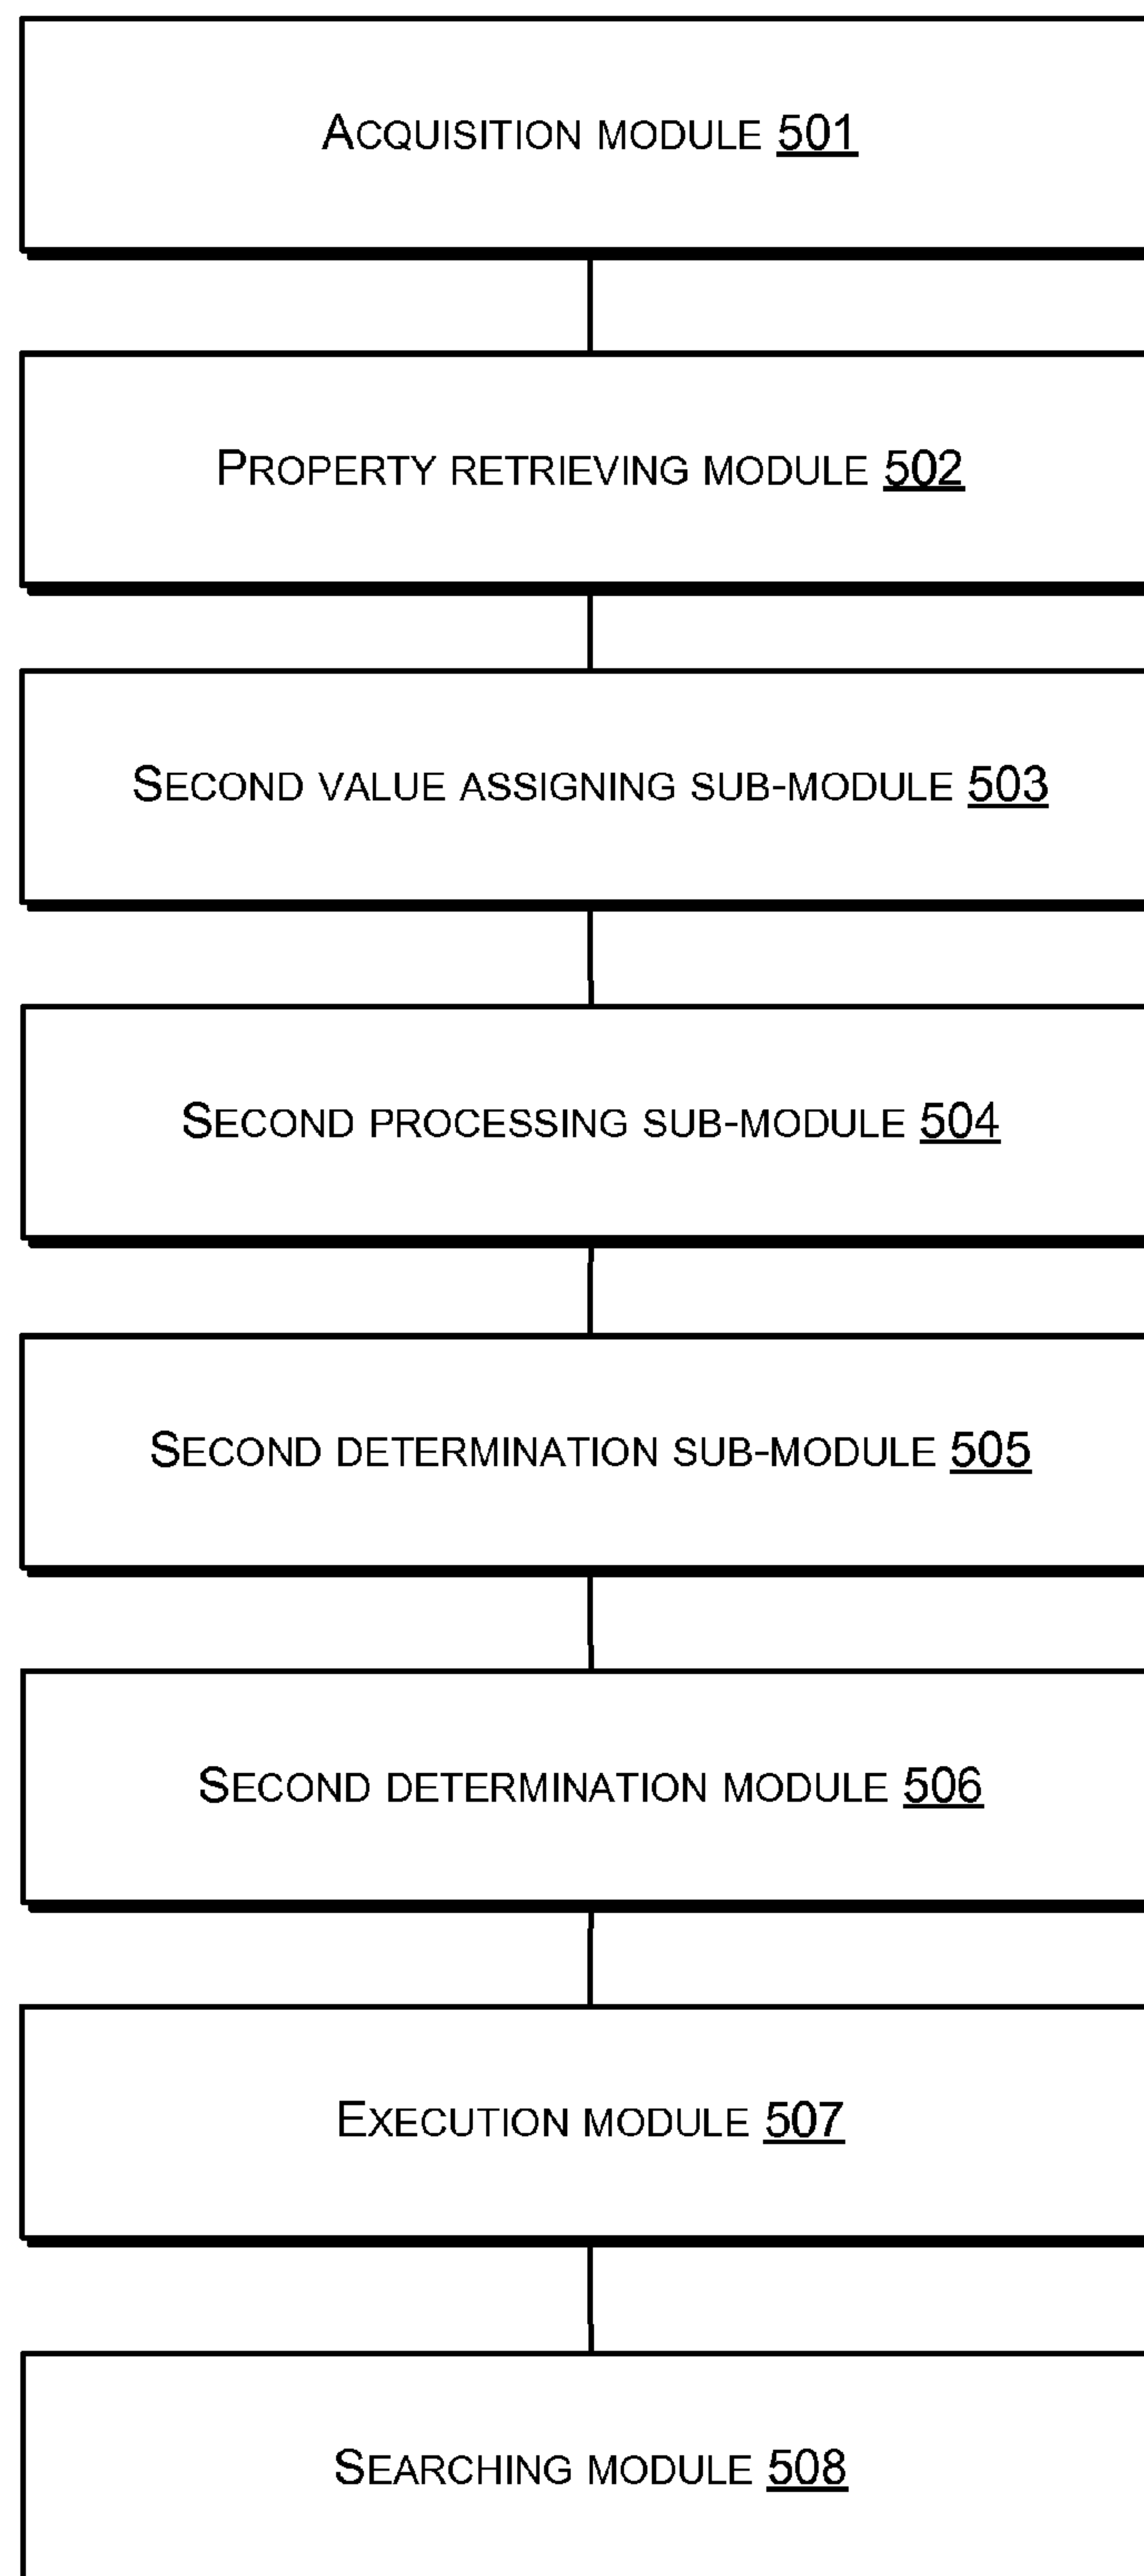 ACQUISITION MODULE 501
PROPERTY RETRIEVING MODULE 502
SECOND VALUE ASSIGNING SUB-MODULE 503
SECOND PROCESSING SUB-MODULE 504
SECOND DETERMINATION SUB-MODULE 505
SECOND DETERMINATION MODULE 506
EXECUTION MODULE 507
SEARCHING MODULE 508